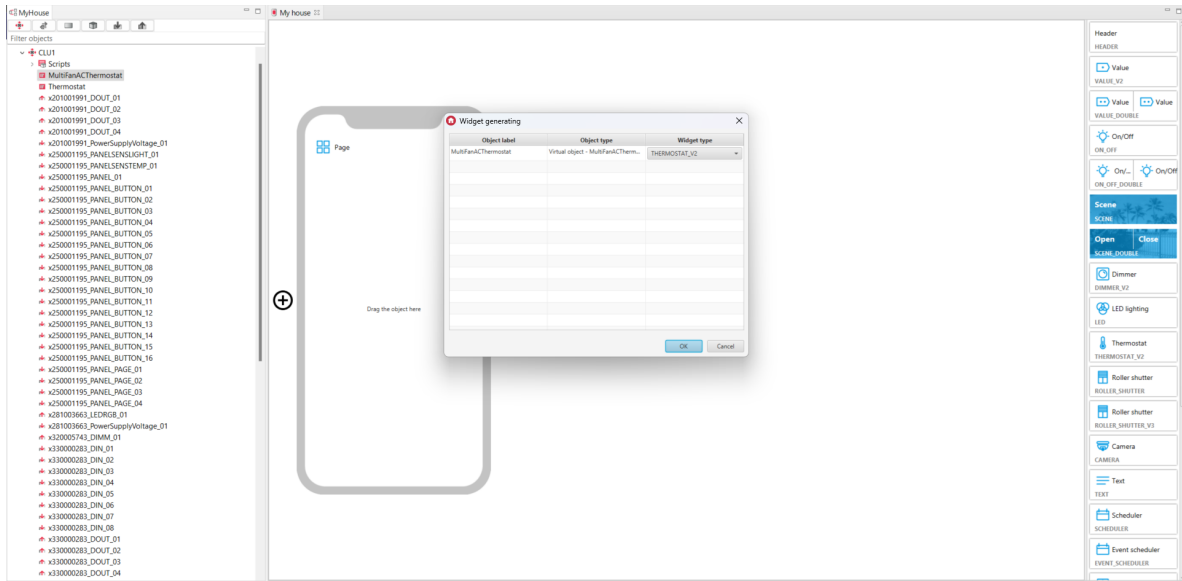 MyHouse
Filter objects
CLU1
Scripts
MultiFanACThermostat
Thermostat
x201001991_DOUT_01
x201001991_DOUT_02
x201001991_DOUT_03
x201001991_DOUT_04
x201001991_PowerSupplyVoltage_01
x250001195_PANELSENSLIGHT_01
x250001195_PANELSENSTEMP_01
x250001195_PANEL_01
x250001195_PANEL_BUTTON_01
x250001195_PANEL_BUTTON_02
x250001195_PANEL_BUTTON_03
x250001195_PANEL_BUTTON_04
x250001195_PANEL_BUTTON_05
x250001195_PANEL_BUTTON_06
x250001195_PANEL_BUTTON_07
x250001195_PANEL_BUTTON_08
x250001195_PANEL_BUTTON_09
x250001195_PANEL_BUTTON_10
x250001195_PANEL_BUTTON_11
x250001195_PANEL_BUTTON_12
x250001195_PANEL_BUTTON_13
x250001195_PANEL_BUTTON_14
x250001195_PANEL_BUTTON_15
x250001195_PANEL_BUTTON_16
x250001195_PANEL_PAGE_01
x250001195_PANEL_PAGE_02
x250001195_PANEL_PAGE_03
x250001195_PANEL_PAGE_04
x281003663_LEDRGB_01
x281003663_PowerSupplyVoltage_01
x320005743_DIMM_01
x330000283_DIN_01
x330000283_DIN_02
x330000283_DIN_03
x330000283_DIN_04
x330000283_DIN_05
x330000283_DIN_06
x330000283_DIN_07
x330000283_DIN_08
x330000283_DOUT_01
x330000283_DOUT_02
x330000283_DOUT_03
x330000283_DOUT_04
My house
Page
Drag the object here
Widget generating
Object label Object type Widget type
MultiFanACThermostat Virtual object - MultiFanACTherm... THERMOSTAT_V2
OK Cancel
Header
HEADER
Value
VALUE_V2
Value Value
VALUE_DOUBLE
On/Off
ON_OFF
On/... On/Off
ON_OFF_DOUBLE
Scene
SCENE
Open Close
SCENE_DOUBLE
Dimmer
DIMMER_V2
LED lighting
LED
Thermostat
THERMOSTAT_V2
Roller shutter
ROLLER_SHUTTER
Roller shutter
ROLLER_SHUTTER_V3
Camera
CAMERA
Text
TEXT
Scheduler
SCHEDULER
Event scheduler
EVENT_SCHEDULER